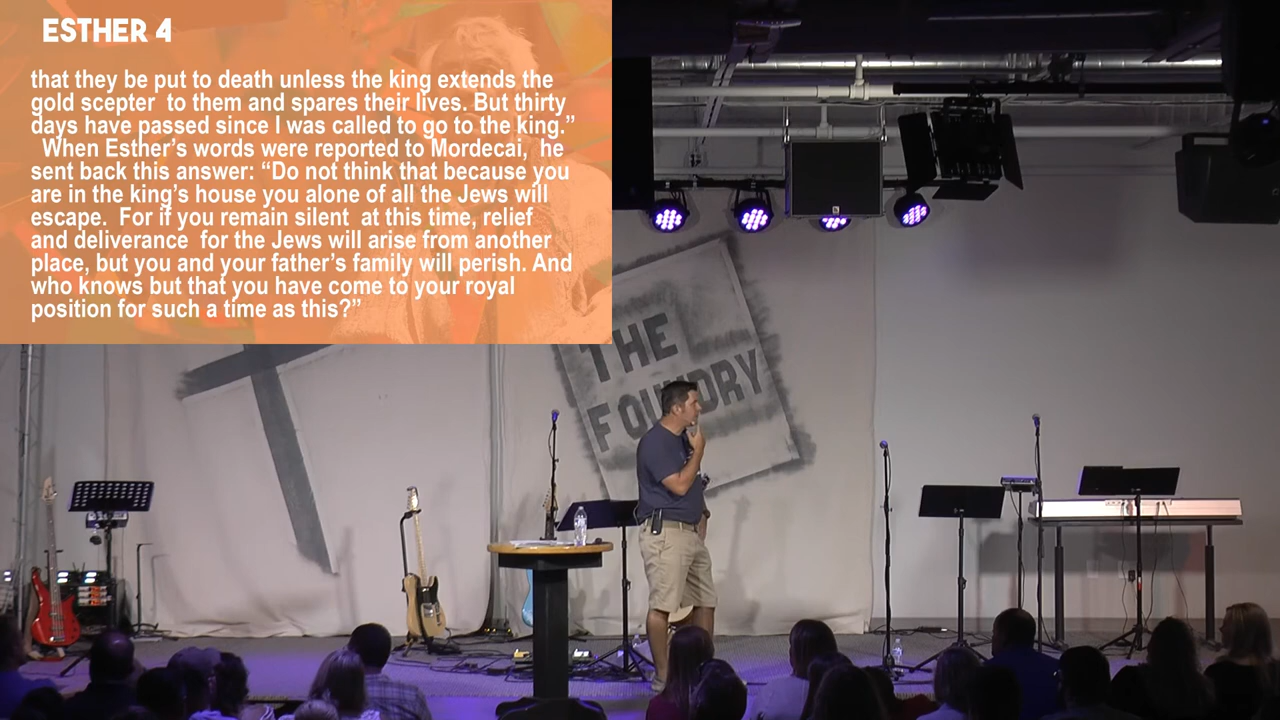 ESTHER 4
that they be put to death unless the king extends the
gold scepter to them and spares their lives. But thirty
days have passed since I was called to go to the king.”
When Esther’s words were reported to Mordecai, he
sent back this answer: “Do not think that because you
are in the king’s house you alone of all the Jews will
escape. For if you remain silent at this time, relief
and deliverance for the Jews will arise from another
place, but you and your father’s family will perish. And
who knows but that you have come to your royal
position for such a time as this?”
THE
FOUNDRY